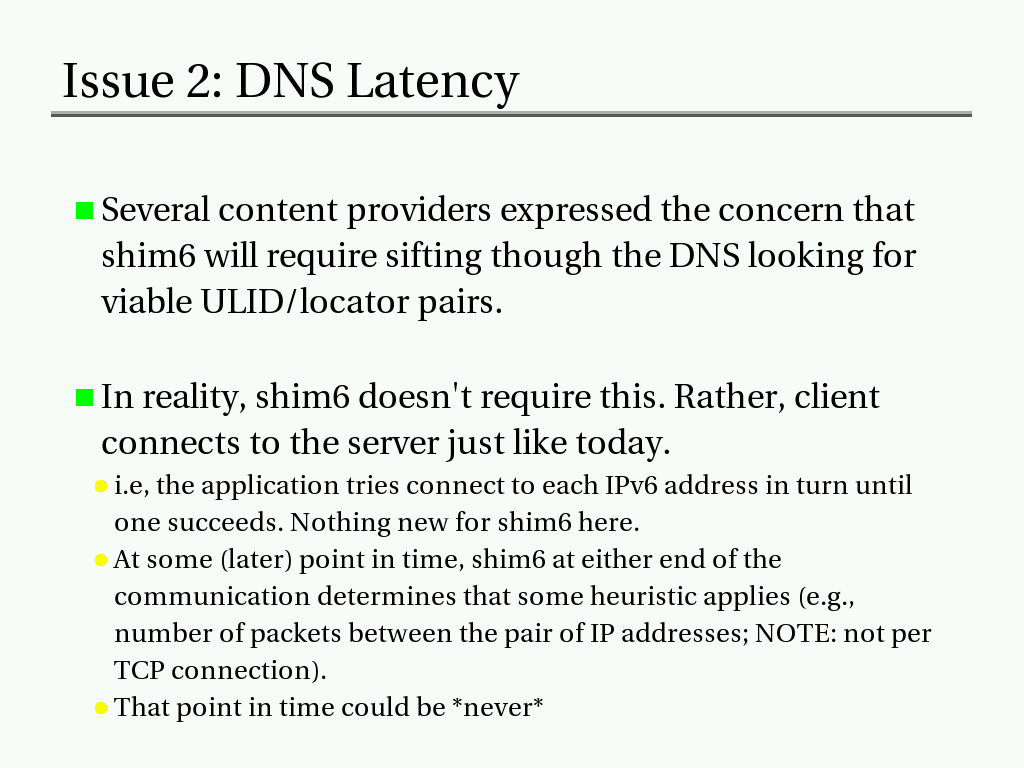 Issue 2: DNS Latency
Several content providers expressed the concern that
shim6 will require sifting though the DNS looking for
viable ULID/locator pairs.
In reality, shim6 doesn't require this. Rather, client
connects to the server just like today.
i.e, the application tries connect to each IPv6 address in turn until
one succeeds. Nothing new for shim6 here.
At some (later) point in time, shim6 at either end of the
communication determines that some heuristic applies (e.g.,
number of packets between the pair of IP addresses; NOTE: not per
TCP connection).
That point in time could be *never*